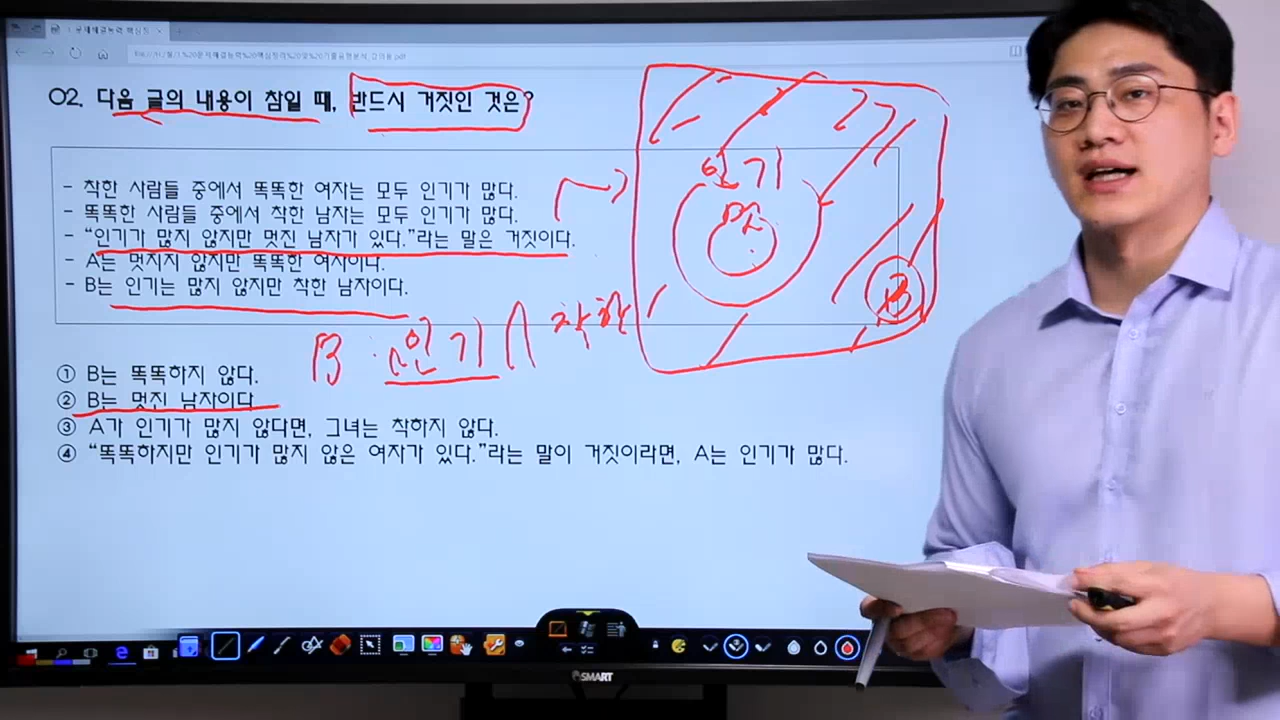 02. 다음 글의 내용이 참일 때, 반드시 거짓인 것은?
- 착한 사람들 중에서 똑똑한 여자는 모두 인기가 많다.
- 똑똑한 사람들 중에서 착한 남자는 모두 인기가 많다.
- “인기가 많지 않지만 멋진 남자가 있다.”라는 말은 거짓이다.
- A는 멋지지 않지만 똑똑한 여자이다.
- B는 인기는 많지 않지만 착한 남자이다.
인기
B
B : ~인기 ∩ 착함
① B는 똑똑하지 않다.
② B는 멋진 남자이다
③ A가 인기가 많지 않다면, 그녀는 착하지 않다.
④ “똑똑하지만 인기가 많지 않은 여자가 있다.”라는 말이 거짓이라면, A는 인기가 많다.
SMART